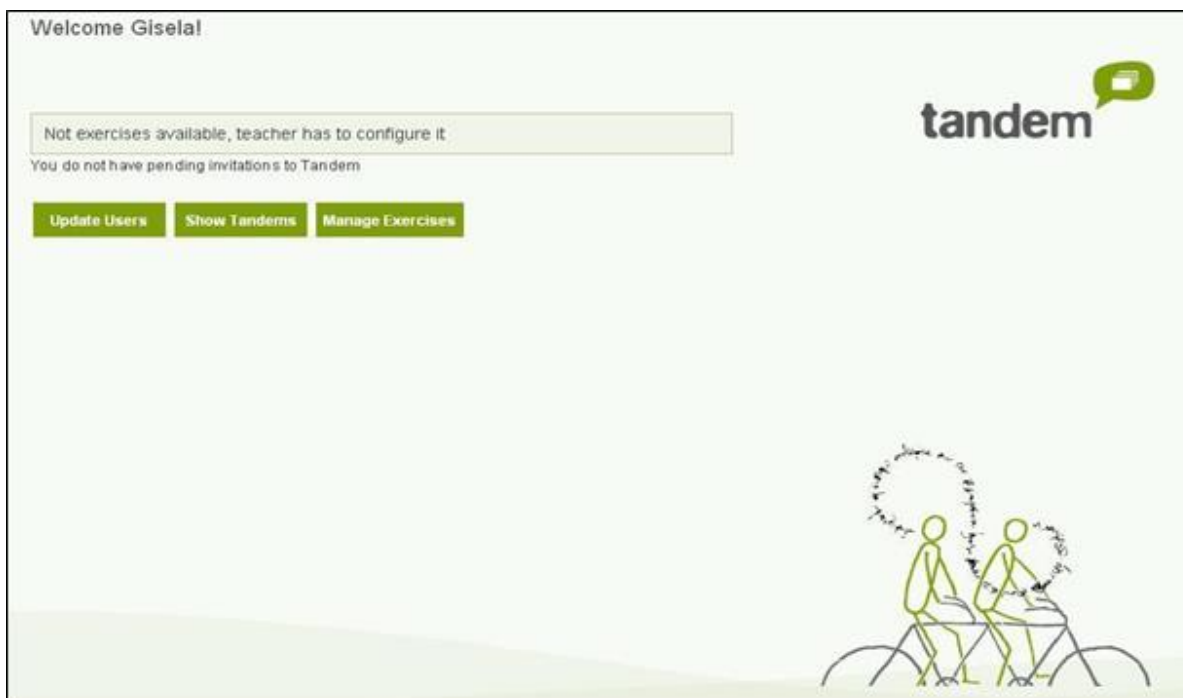 Welcome Gisela!
tandem
Not exercises available, teacher has to configure it
You do not have pending invitations to Tandem
Update Users Show Tandems Manage Exercises